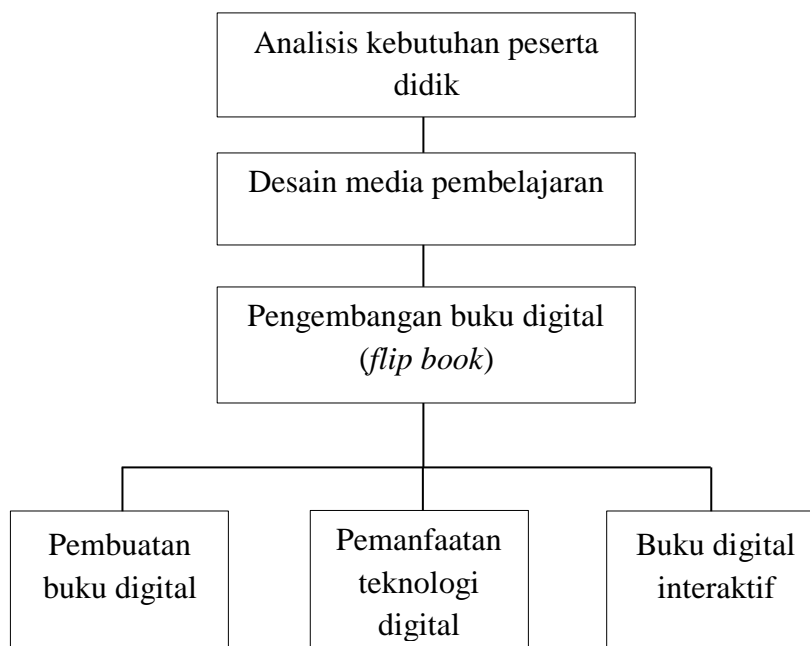 Analisis kebutuhan peserta
didik
Desain media pembelajaran
Pengembangan buku digital
(flip book)
Pembuatan
buku digital
Pemanfaatan
teknologi
digital
Buku digital
interaktif